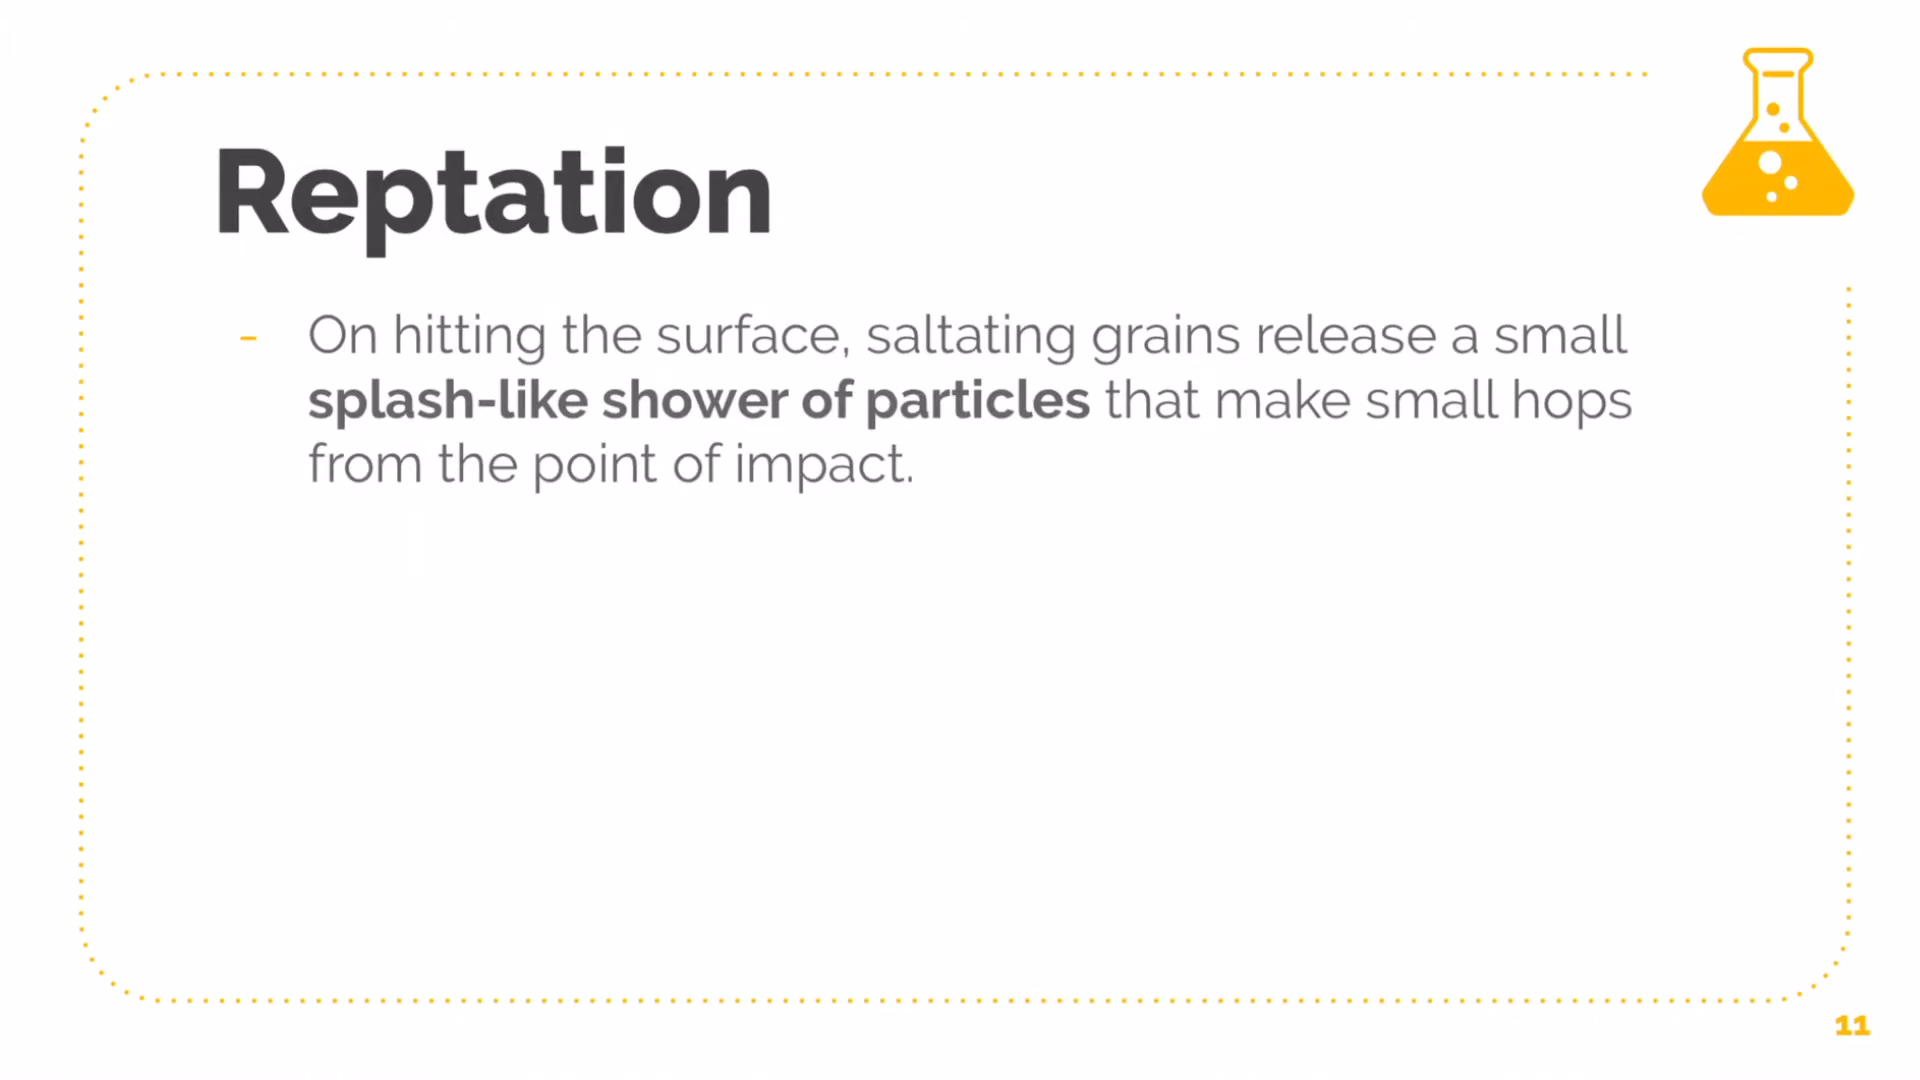 Reptation
- On hitting the surface, saltating grains release a small
splash-like shower of particles that make small hops
from the point of impact.
11